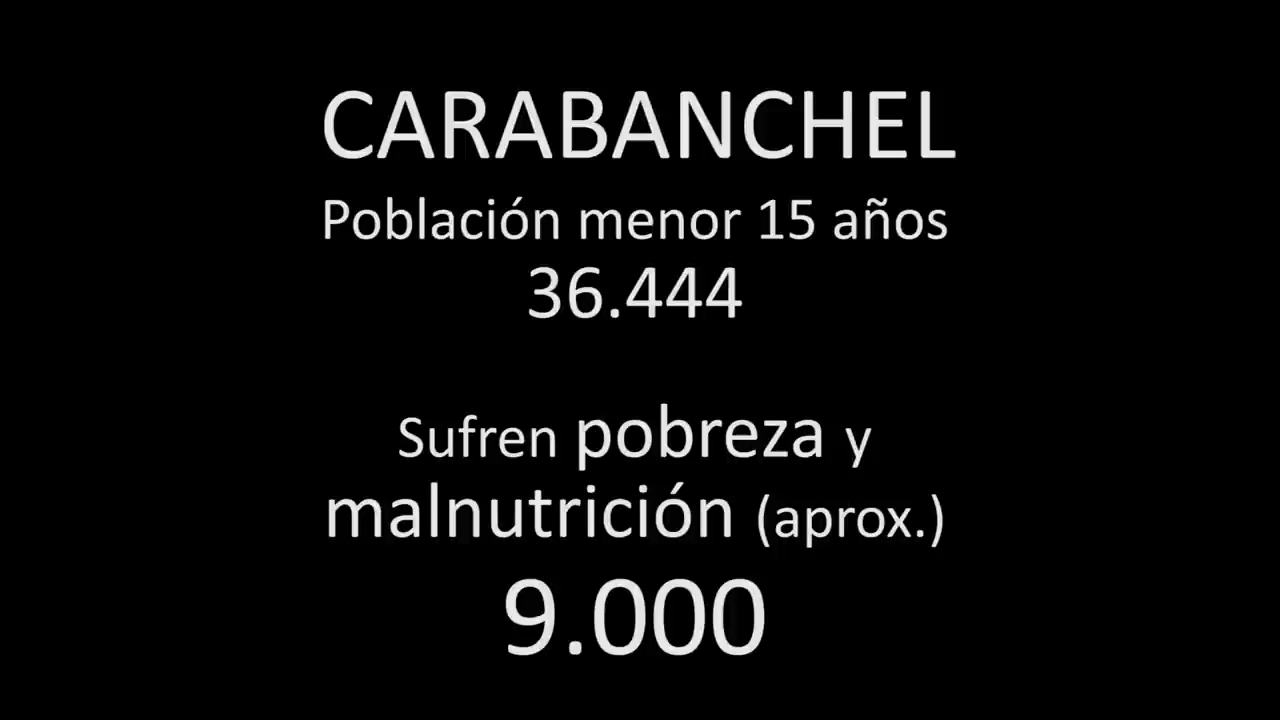 CARABANCHEL
Población menor 15 años
36.444
Sufren pobreza y
malnutrición (aprox.)
9.000